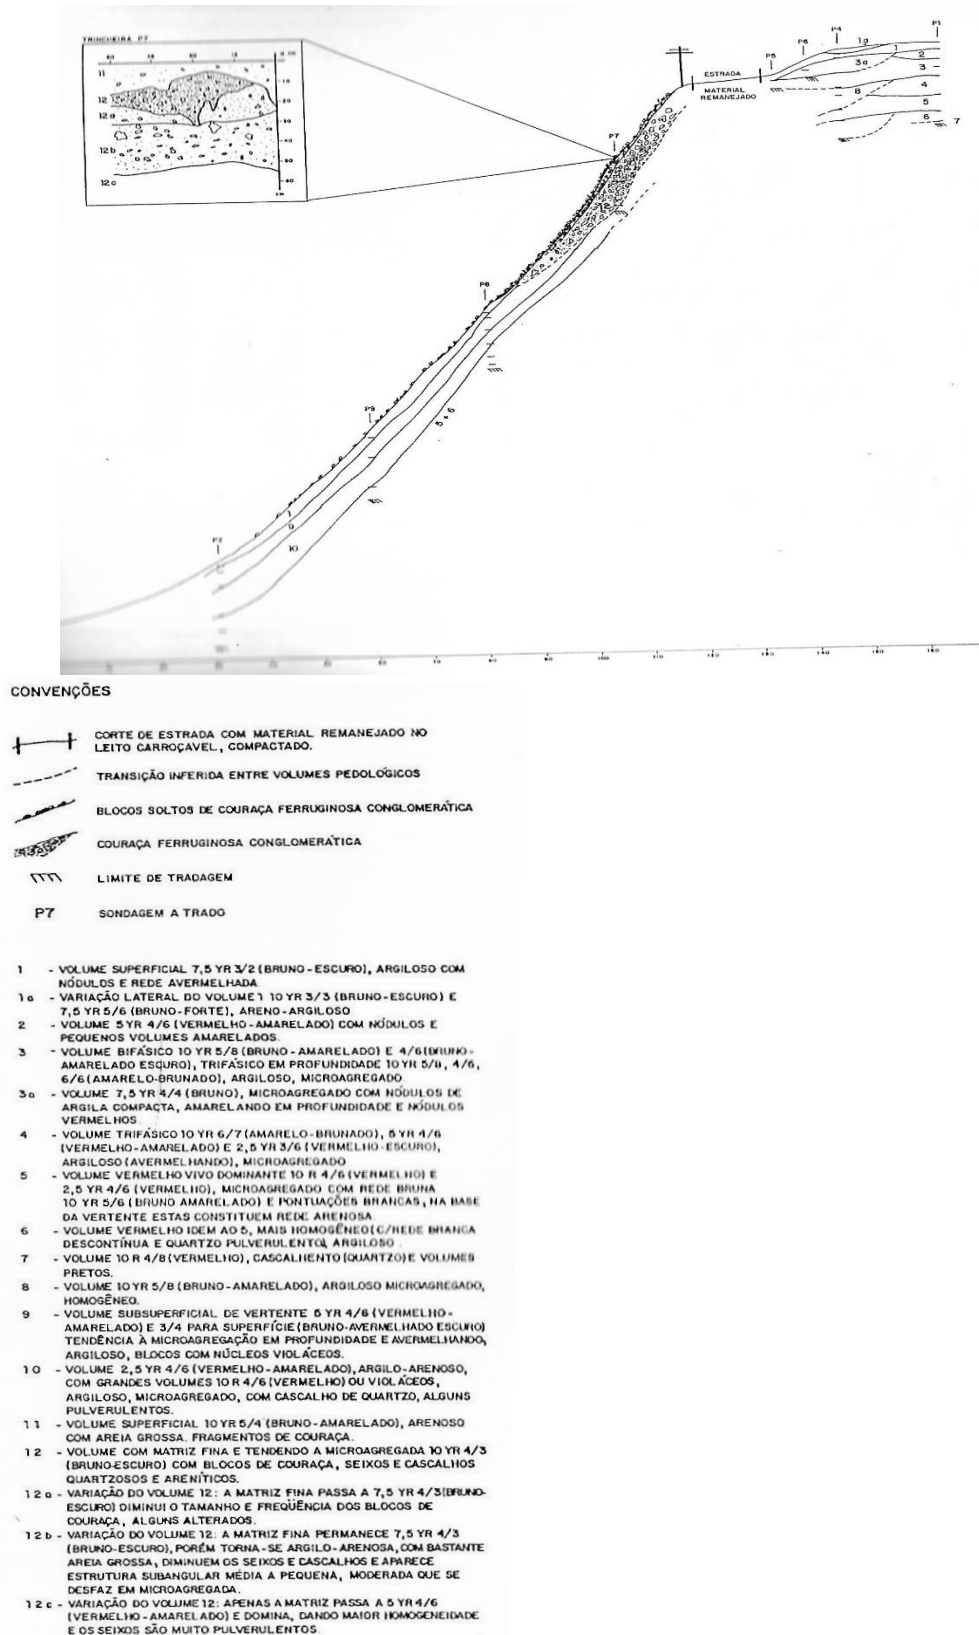 TRINCHEIRA P7
11
12
12a
12b
12c
P1
P4
P6
P5
1a
1
2
3a
3
4
8
5
6
7
ESTRADA
MATERIAL
REMANEJADO
P7
P8
P9
5 + 6
1
9
10
P2
70
80
90
100
110
120
130
140
150
160
CONVENÇÕES
CORTE DE ESTRADA COM MATERIAL REMANEJADO NO
LEITO CARROÇAVEL, COMPACTADO.
TRANSIÇÃO INFERIDA ENTRE VOLUMES PEDOLÓGICOS
BLOCOS SOLTOS DE COURAÇA FERRUGINOSA CONGLOMERÁTICA
COURAÇA FERRUGINOSA CONGLOMERÁTICA
LIMITE DE TRADAGEM
P7 SONDAGEM A TRADO
1 - VOLUME SUPERFICIAL 7,5 YR 3/2 (BRUNO-ESCURO), ARGILOSO COM
NÓDULOS E REDE AVERMELHADA
1a - VARIAÇÃO LATERAL DO VOLUME 1 10 YR 3/3 (BRUNO-ESCURO) E
7,5 YR 5/6 (BRUNO-FORTE), ARENO-ARGILOSO
2 - VOLUME 5 YR 4/6 (VERMELHO-AMARELADO) COM NÓDULOS E
PEQUENOS VOLUMES AMARELADOS
3 - VOLUME BIFÁSICO 10 YR 5/8 (BRUNO-AMARELADO) E 4/6 (BRUNO-
AMARELADO ESCURO), TRIFÁSICO EM PROFUNDIDADE 10 YR 5/8, 4/6,
6/6 (AMARELO-BRUNADO), ARGILOSO, MICROAGREGADO
3a - VOLUME 7,5 YR 4/4 (BRUNO), MICROAGREGADO COM NÓDULOS DE
ARGILA COMPACTA, AMARELANDO EM PROFUNDIDADE E NÓDULOS
VERMELHOS
4 - VOLUME TRIFÁSICO 10 YR 6/7 (AMARELO-BRUNADO), 5 YR 4/6
(VERMELHO-AMARELADO) E 2,5 YR 3/6 (VERMELHO-ESCURO),
ARGILOSO (AVERMELHANDO), MICROAGREGADO
5 - VOLUME VERMELHO VIVO DOMINANTE 10 R 4/6 (VERMELHO) E
2,5 YR 4/6 (VERMELHO), MICROAGREGADO COM REDE BRUNA
10 YR 5/6 (BRUNO AMARELADO) E PONTUAÇÕES BRANCAS, NA BASE
DA VERTENTE ESTAS CONSTITUEM REDE ARENOSA
6 - VOLUME VERMELHO IDEM AO 5, MAIS HOMOGÊNEO (C/REDE BRANCA
DESCONTÍNUA E QUARTZO PULVERULENTO), ARGILOSO
7 - VOLUME 10 R 4/8 (VERMELHO), CASCALHENTO (QUARTZO) E VOLUMES
PRETOS.
8 - VOLUME 10 YR 5/8 (BRUNO-AMARELADO), ARGILOSO MICROAGREGADO,
HOMOGÊNEO.
9 - VOLUME SUBSUPERFICIAL DE VERTENTE 5 YR 4/6 (VERMELHO-
AMARELADO) E 3/4 PARA SUPERFÍCIE (BRUNO-AVERMELHADO ESCURO)
TENDÊNCIA À MICROAGREGAÇÃO EM PROFUNDIDADE E AVERMELHANDO,
ARGILOSO, BLOCOS COM NÚCLEOS VIOLÁCEOS.
10 - VOLUME 2,5 YR 4/6 (VERMELHO-AMARELADO), ARGILO-ARENOSO,
COM GRANDES VOLUMES 10 R 4/6 (VERMELHO) OU VIOLÁCEOS,
ARGILOSO, MICROAGREGADO, COM CASCALHO DE QUARTZO, ALGUNS
PULVERULENTOS.
11 - VOLUME SUPERFICIAL 10 YR 5/4 (BRUNO-AMARELADO), ARENOSO
COM AREIA GROSSA. FRAGMENTOS DE COURAÇA.
12 - VOLUME COM MATRIZ FINA E TENDENDO A MICROAGREGADA 10 YR 4/3
(BRUNO-ESCURO) COM BLOCOS DE COURAÇA, SEIXOS E CASCALHOS
QUARTZOSOS E ARENÍTICOS.
12a - VARIAÇÃO DO VOLUME 12: A MATRIZ FINA PASSA A 7,5 YR 4/3 (BRUNO-
ESCURO) DIMINUI O TAMANHO E FREQÜÊNCIA DOS BLOCOS DE
COURAÇA, ALGUNS ALTERADOS.
12b - VARIAÇÃO DO VOLUME 12: A MATRIZ FINA PERMANECE 7,5 YR 4/3
(BRUNO-ESCURO), PORÉM TORNA-SE ARGILO-ARENOSA, COM BASTANTE
AREIA GROSSA, DIMINUEM OS SEIXOS E CASCALHOS E APARECE
ESTRUTURA SUBANGULAR MÉDIA A PEQUENA, MODERADA QUE SE
DESFAZ EM MICROAGREGADA.
12c - VARIAÇÃO DO VOLUME 12: APENAS A MATRIZ PASSA A 5 YR 4/6
(VERMELHO-AMARELADO) E DOMINA, DANDO MAIOR HOMOGENEIDADE
E OS SEIXOS SÃO MUITO PULVERULENTOS